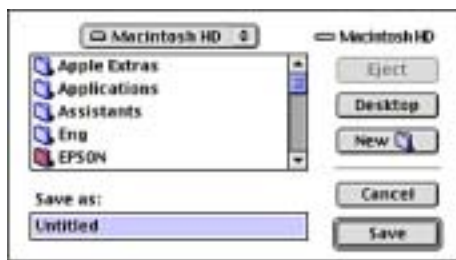 Macintosh HD
Macintosh HD
Apple Extras
Applications
Assistants
Eng
EPSON
Eject
Desktop
New
Save as:
Untitled
Cancel
Save